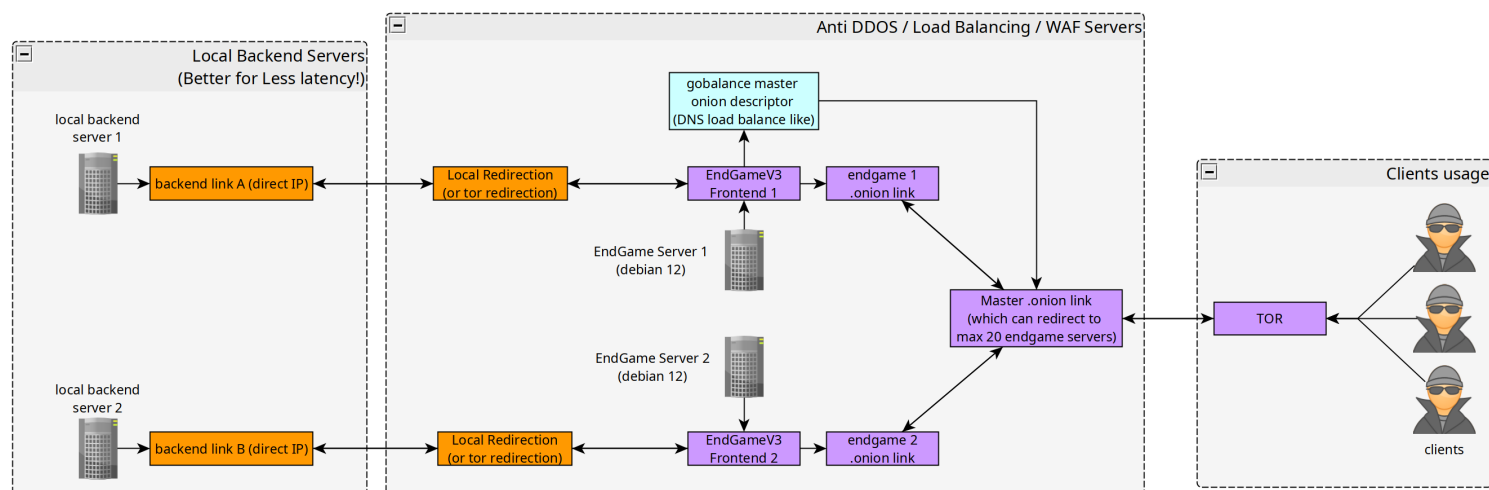 Local Backend Servers
(Better for Less latency!)
local backend
server 1
backend link A (direct IP)
local backend
server 2
backend link B (direct IP)
Anti DDOS / Load Balancing / WAF Servers
gobalance master
onion descriptor
(DNS load balance like)
Local Redirection
(or tor redirection)
EndGameV3
Frontend 1
endgame 1
.onion link
EndGame Server 1
(debian 12)
Master .onion link
(which can redirect to
max 20 endgame servers)
EndGame Server 2
(debian 12)
Local Redirection
(or tor redirection)
EndGameV3
Frontend 2
endgame 2
.onion link
Clients usage
TOR
clients